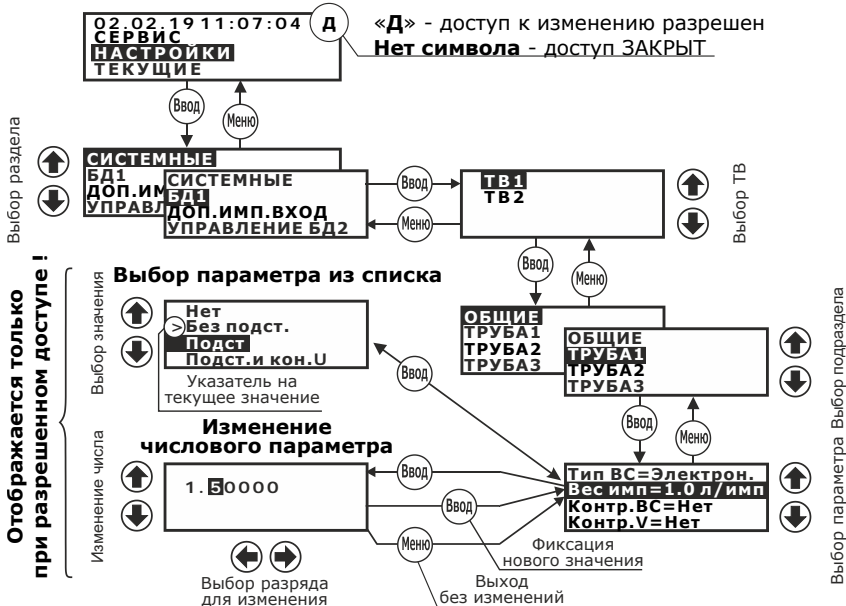 02.02.19 11:07:04
СЕРВИС
НАСТРОЙКИ
ТЕКУЩИЕ
Д
«Д» - доступ к изменению разрешен
Нет символа - доступ ЗАКРЫТ
Ввод
Меню
Выбор раздела
СИСТЕМНЫЕ
БД1
ДОП.ИМ
УПРАВЛ
СИСТЕМНЫЕ
БД1
ДОП.ИМП.ВХОД
УПРАВЛЕНИЕ БД2
Ввод
Меню
ТВ1
ТВ2
Выбор ТВ
Ввод
Меню
Отображается только
при разрешенном доступе !
Выбор параметра из списка
Выбор значения
Нет
>Без подст.
Подст
Подст.и кон.U
Указатель на
текущее значение
Ввод
ОБЩИЕ
ТРУБА1
ТРУБА2
ТРУБА3
ОБЩИЕ
ТРУБА1
ТРУБА2
ТРУБА3
Выбор подраздела
Ввод
Меню
Изменение
числового параметра
Изменение числа
1.50000
Ввод
Ввод
Меню
Тип ВС=Электрон.
Вес имп=1.0 л/имп
Контр.ВС=Нет
Контр.V=Нет
Выбор параметра
Фиксация
нового значения
Выход
без изменений
Выбор разряда
для изменения